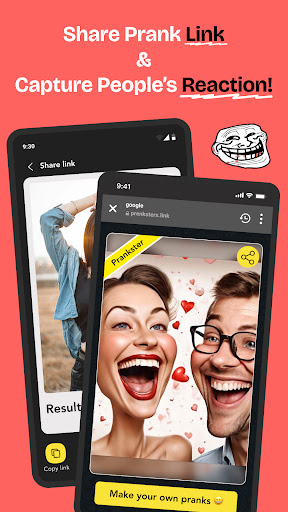 Share Prank Link
&
Capture People's Reaction!
9:30
Share link
Result
Copy link
9:41
google
prenksters.link
Prankster
Make your own pranks